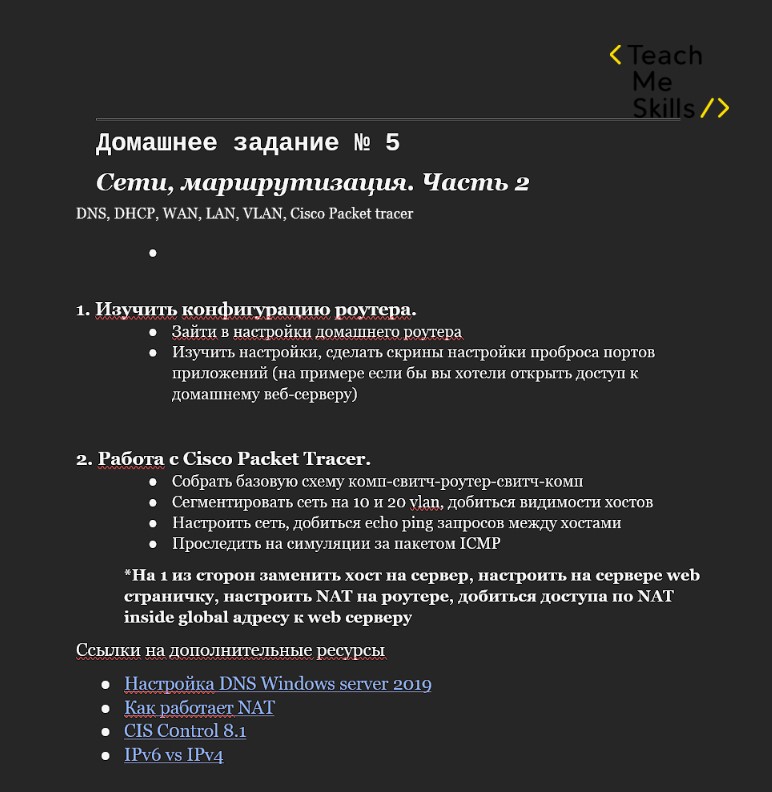 < Teach
Me
Skills />
Домашнее задание № 5
Сети, маршрутизация. Часть 2
DNS, DHCP, WAN, LAN, VLAN, Cisco Packet tracer
●
1. Изучить конфигурацию роутера.
● Зайти в настройки домашнего роутера
● Изучить настройки, сделать скрины настройки проброса портов
приложений (на примере если бы вы хотели открыть доступ к
домашнему веб-серверу)
2. Работа с Cisco Packet Tracer.
● Собрать базовую схему комп-свитч-роутер-свитч-комп
● Сегментировать сеть на 10 и 20 vlan, добиться видимости хостов
● Настроить сеть, добиться echo ping запросов между хостами
● Проследить на симуляции за пакетом ICMP
*На 1 из сторон заменить хост на сервер, настроить на сервере web
страничку, настроить NAT на роутере, добиться доступа по NAT
inside global адресу к web серверу
Ссылки на дополнительные ресурсы
● Настройка DNS Windows server 2019
● Как работает NAT
● CIS Control 8.1
● IPv6 vs IPv4